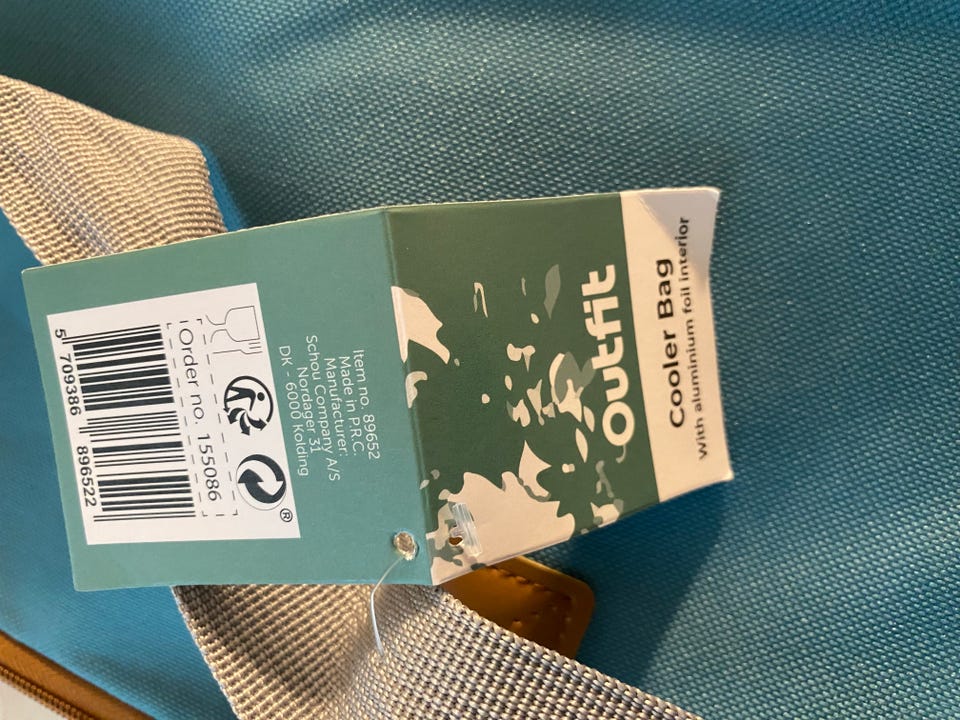 Outfit
Cooler Bag
With aluminium foil interior
Item no. 89652
Made in P.R.C.
Manufacturer:
Schou Company A/S
Nordager 31
DK - 6000 Kolding
®
Order no. 155086
5 709386 896522